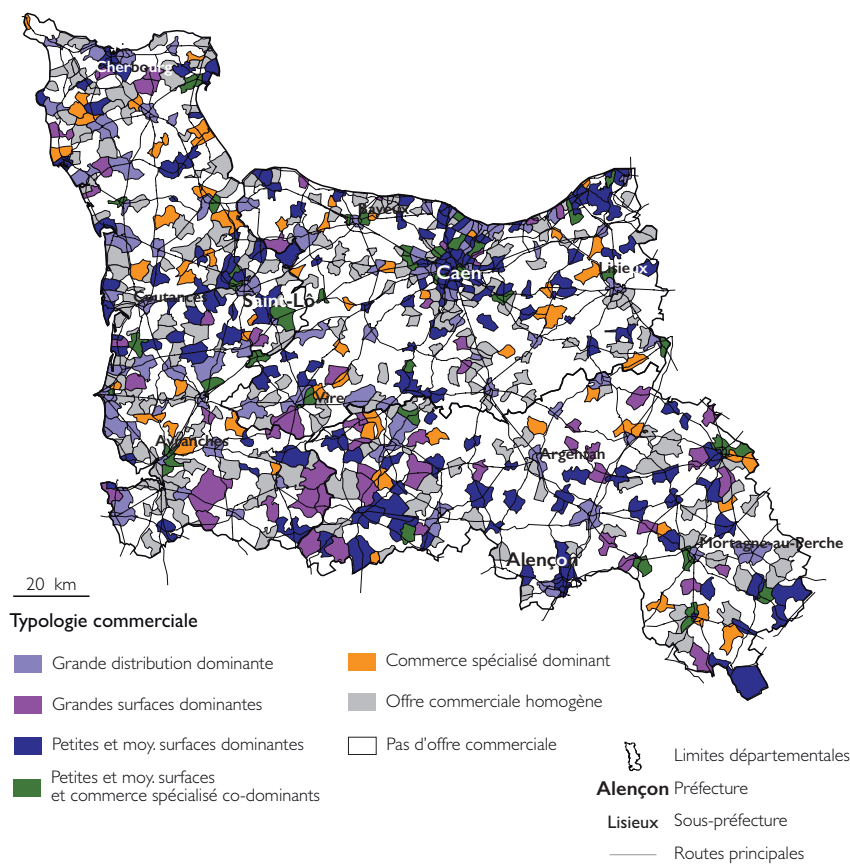 Cherbourg
Bayeux
Caen
Lisieux
Coutances
Saint-Lô
Vire
Avranches
Argentan
Mortagne-au-Perche
Alençon
20 km
Typologie commerciale
Grande distribution dominante
Grandes surfaces dominantes
Petites et moy. surfaces dominantes
Petites et moy. surfaces
et commerce spécialisé co-dominants
Commerce spécialisé dominant
Offre commerciale homogène
Pas d'offre commerciale
Limites départementales
Alençon Préfecture
Lisieux Sous-préfecture
Routes principales